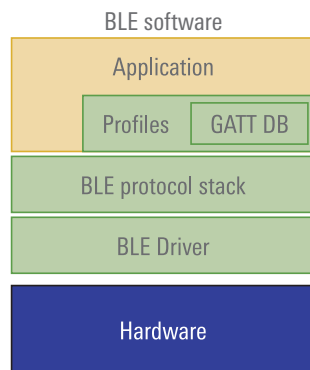 BLE software
Application
Profiles GATT DB
BLE protocol stack
BLE Driver
Hardware